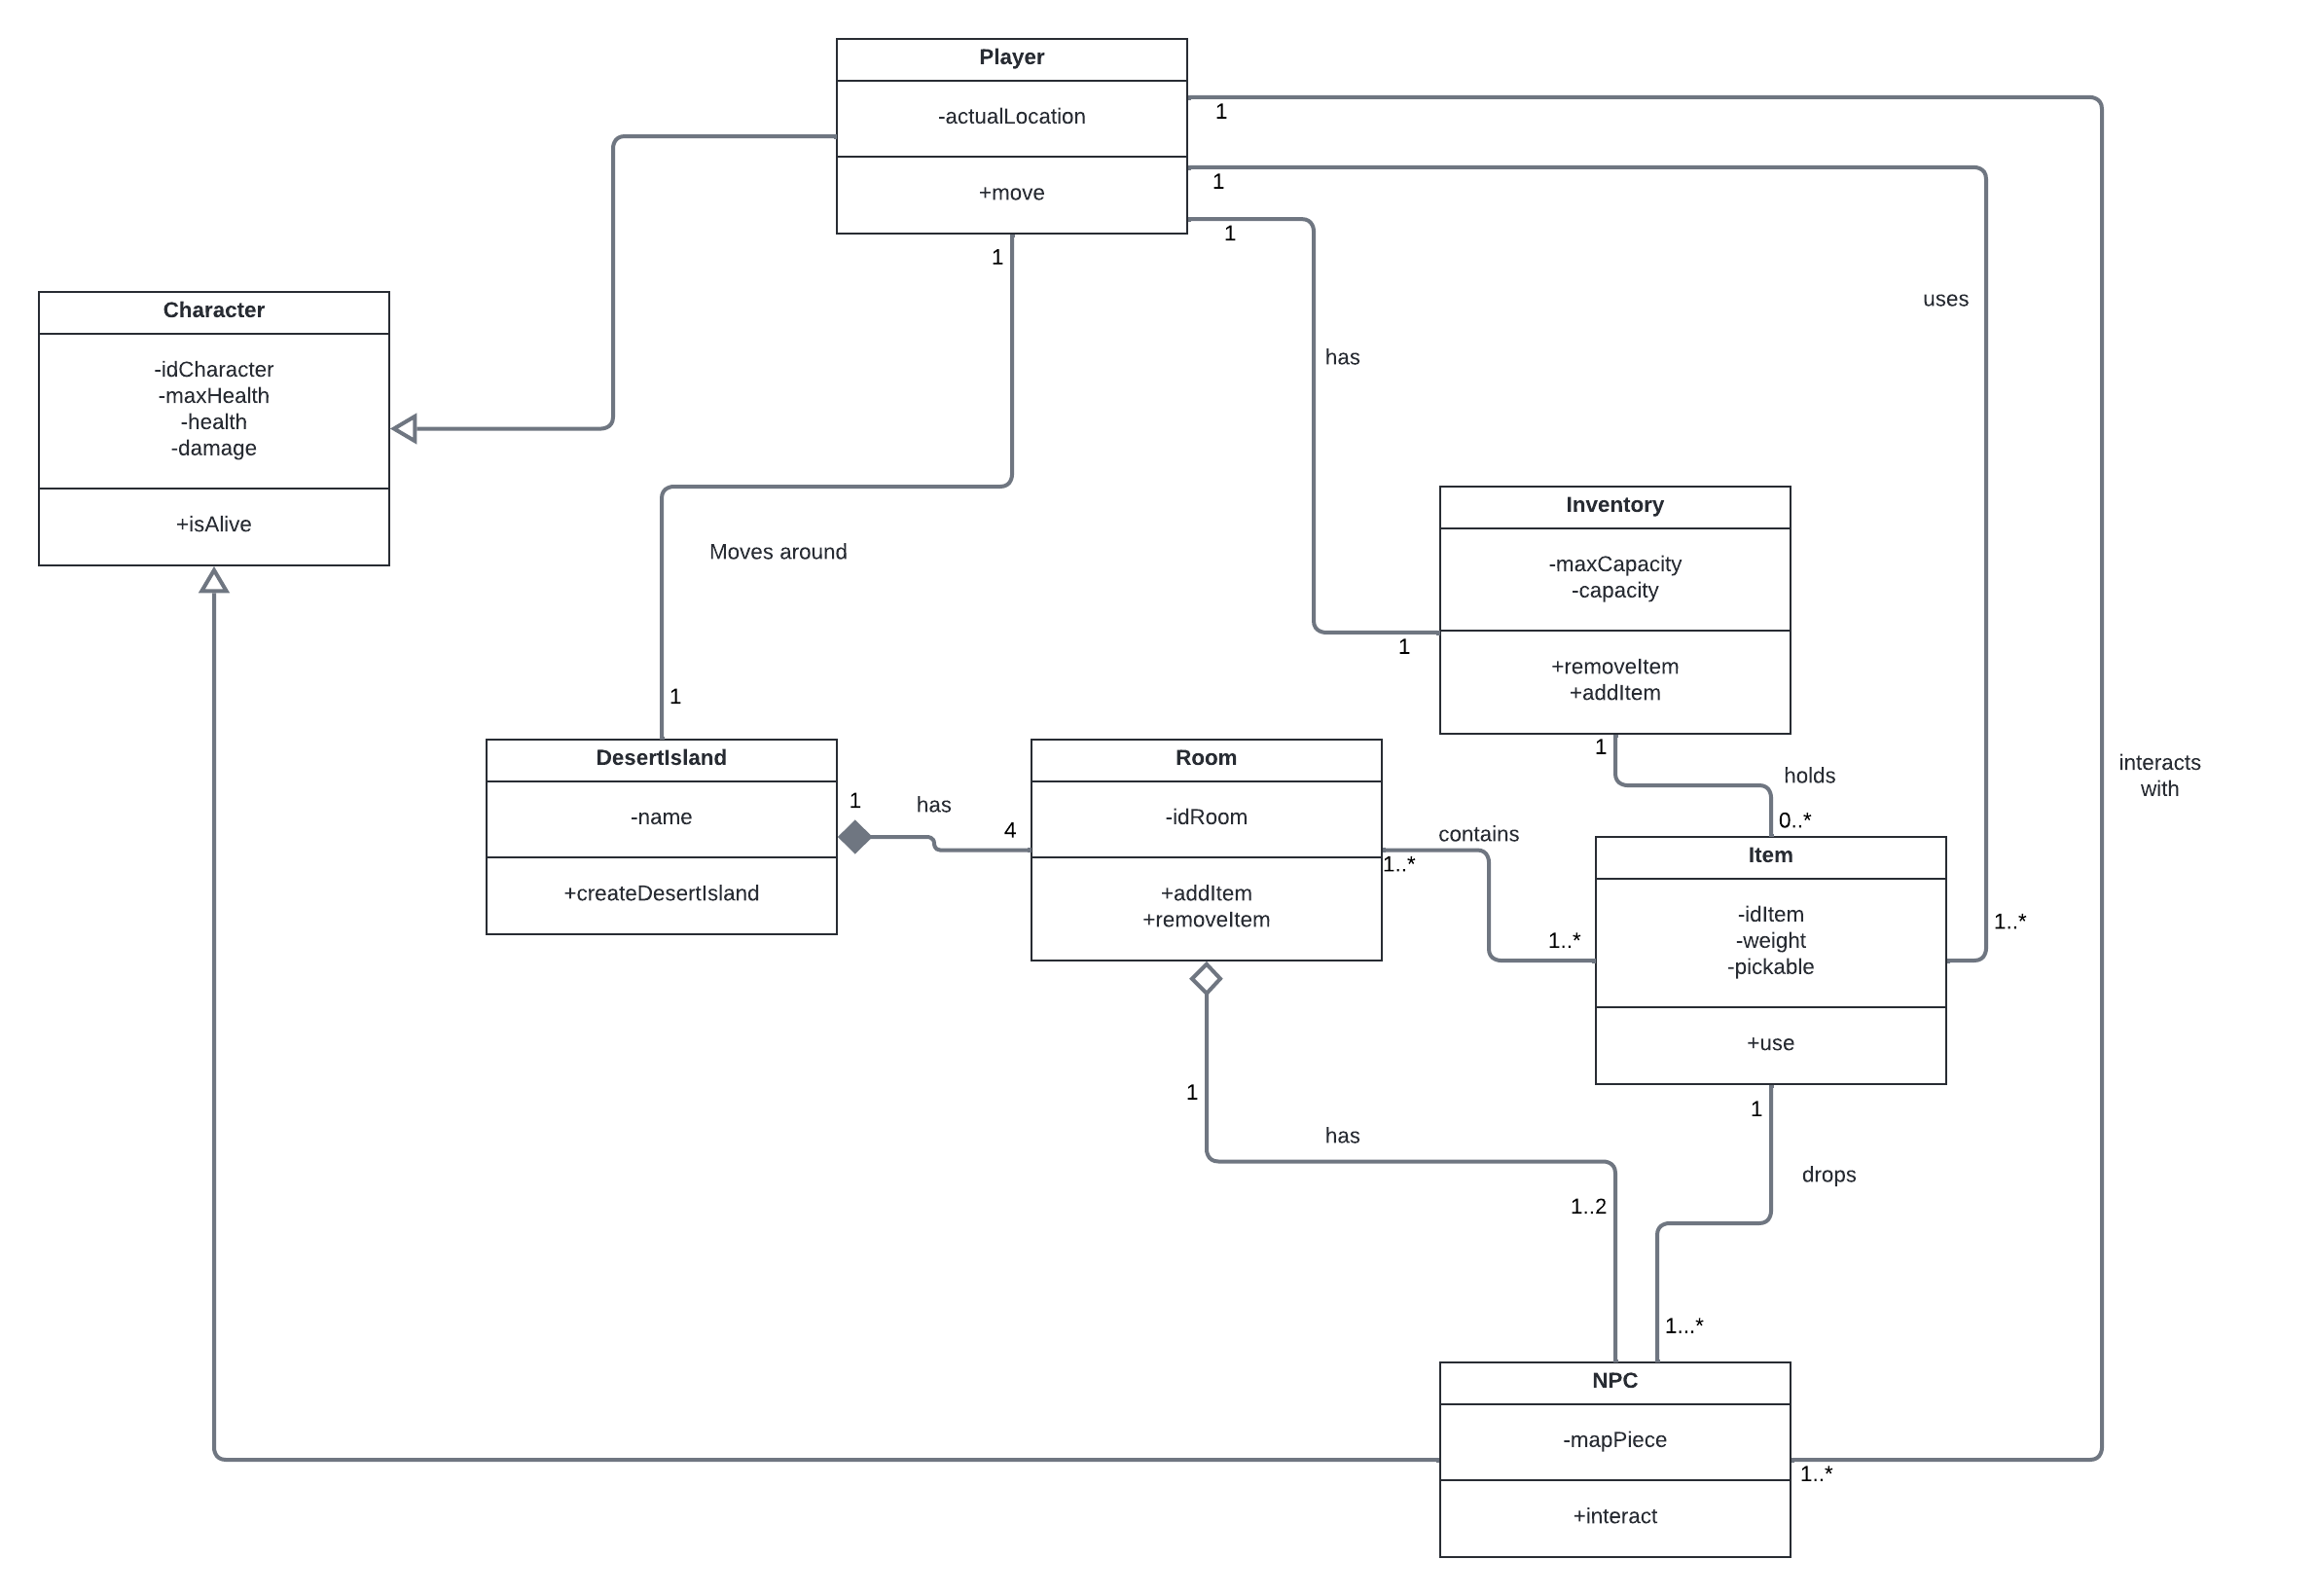 Player
-actualLocation
+move
1
1
1
1
uses
has
Character
-idCharacter
-maxHealth
-health
-damage
+isAlive
Moves around
1
Inventory
-maxCapacity
-capacity
+removeItem
+addItem
1
1
holds
0..*
interacts
with
DesertIsland
-name
+createDesertIsland
1
has
4
Room
-idRoom
+addItem
+removeItem
contains
1..*
1..*
Item
-idItem
-weight
-pickable
+use
1..*
1
has
1..2
1
drops
1...*
NPC
-mapPiece
+interact
1..*